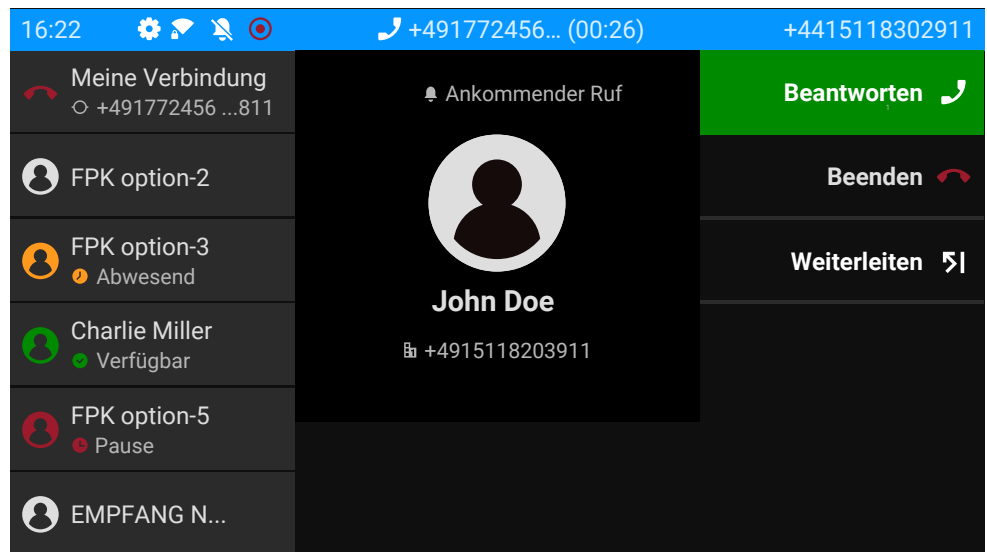 16:22
+491772456... (00:26)
+4415118302911
Meine Verbindung
+491772456 ...811
FPK option-2
FPK option-3
Abwesend
Charlie Miller
Verfügbar
FPK option-5
Pause
EMPFANG N...
Ankommender Ruf
John Doe
+4915118203911
Beantworten
Beenden
Weiterleiten